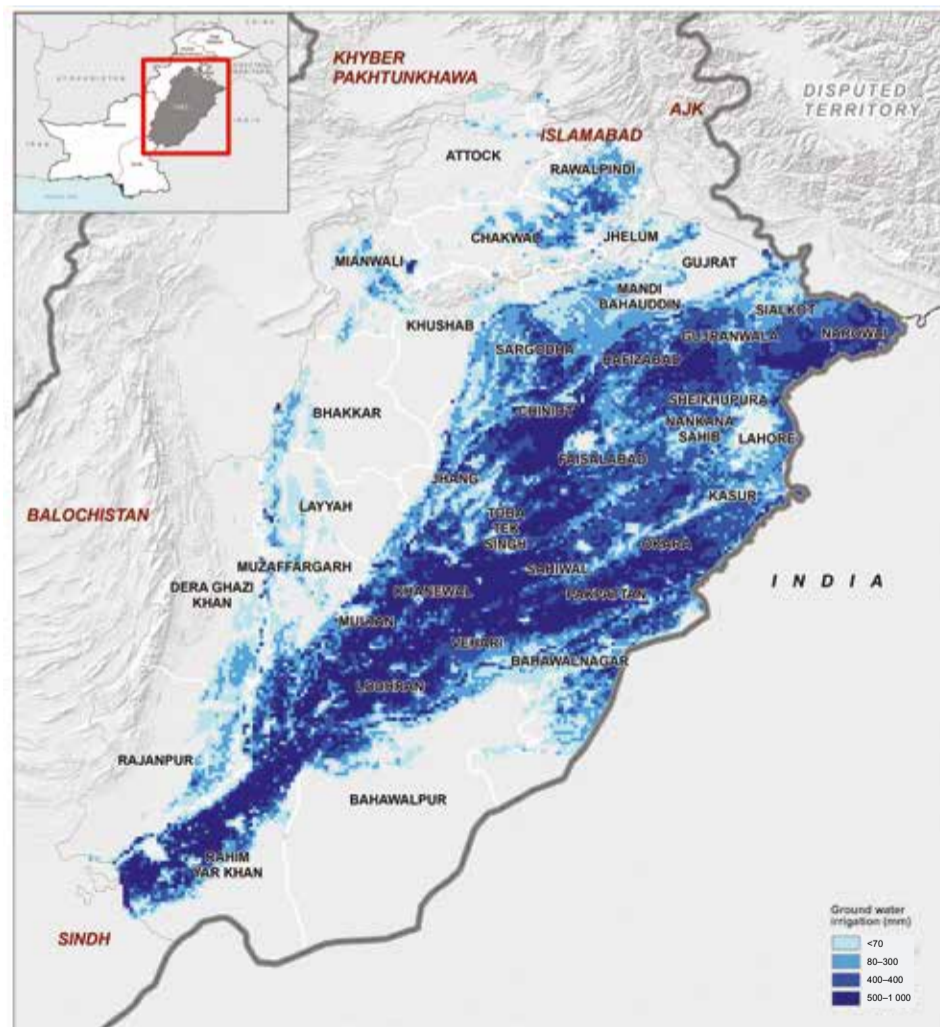 KHYBER
PAKHTUNKHAWA
AJK
DISPUTED
TERRITORY
ISLAMABAD
ATTOCK
RAWALPINDI
CHAKWAL
JHELUM
MIANWALI
GUJRAT
MANDI
BAHAUDDIN
KHUSHAB
SIALKOT
GUJRANWALA
NAROWAL
SARGODHA
HAFIZABAD
BHAKKAR
CHINIOT
SHEIKHUPURA
NANKANA
SAHIB
LAHORE
FAISALABAD
JHANG
KASUR
LAYYAH
BALOCHISTAN
TOBA
TEK
SINGH
OKARA
MUZAFFARGARH
SAHIWAL
INDIA
DERA GHAZI
KHAN
KHANEWAL
PAKPATTAN
MULTAN
VEHARI
BAHAWALNAGAR
LODHRAN
RAJANPUR
BAHAWALPUR
RAHIM
YAR KHAN
SINDH
Ground water
irrigation (mm)
<70
80–300
400–400
500–1 000